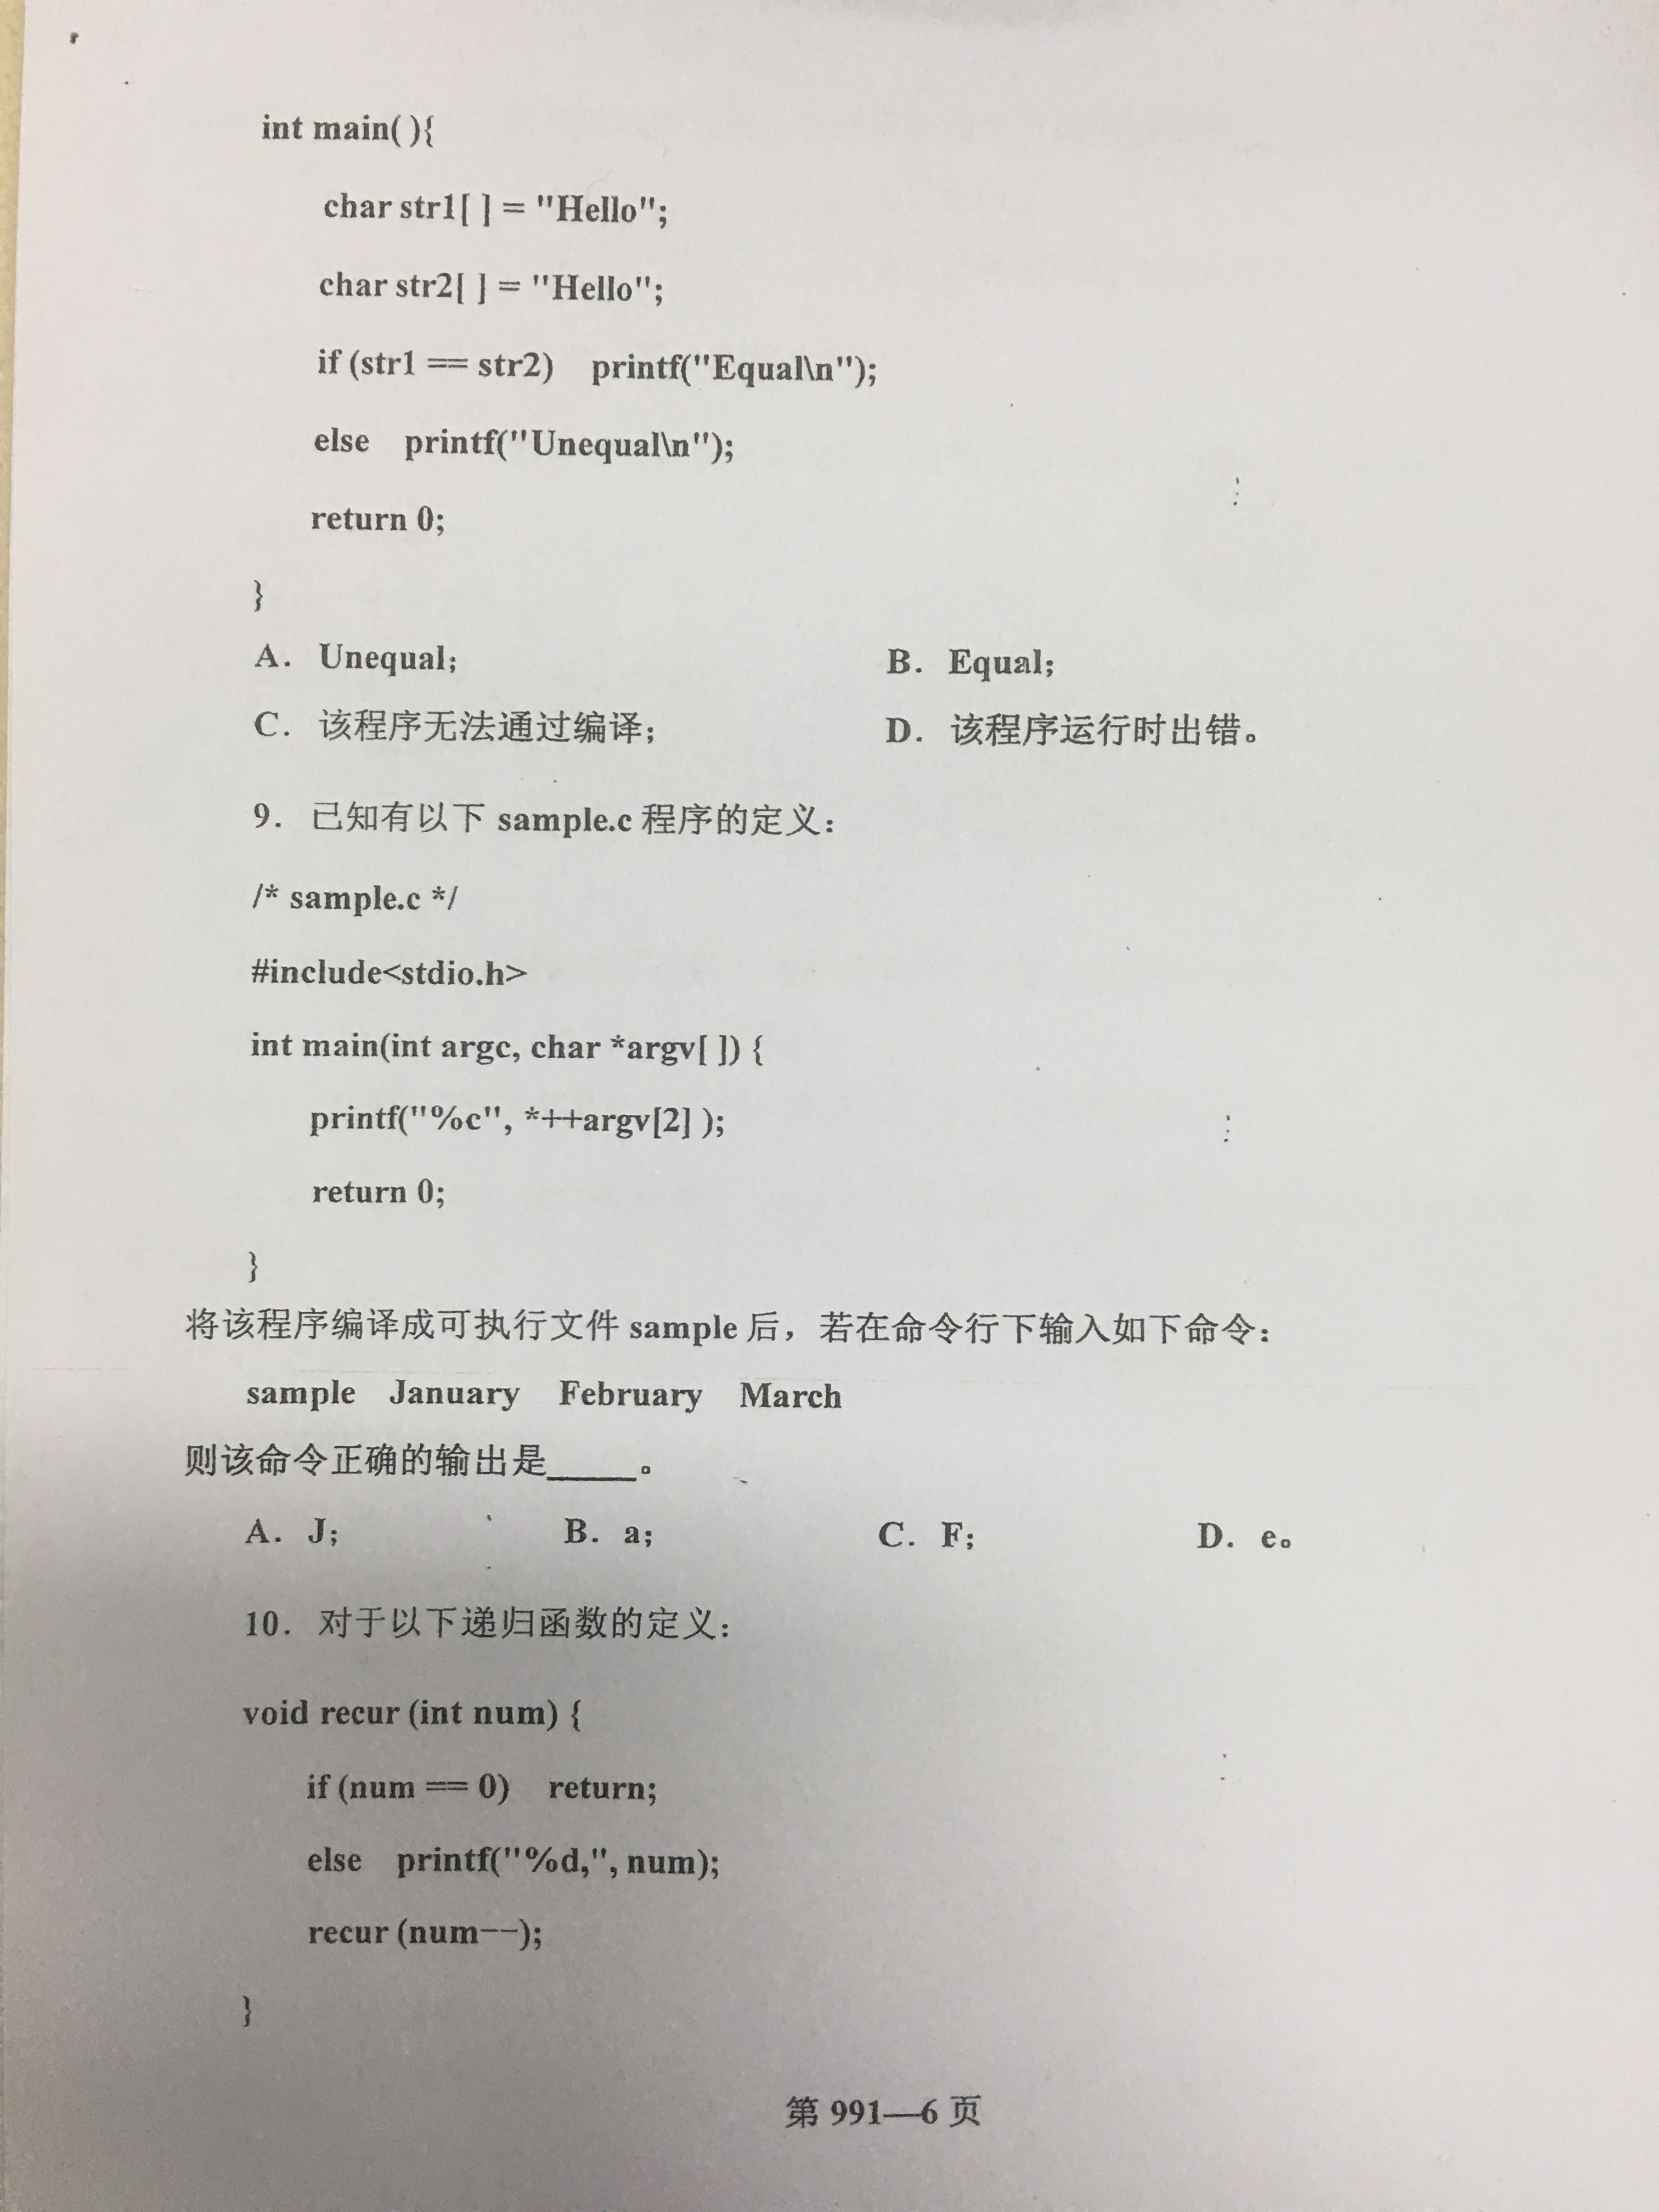 int main( ){
char str1[ ] = "Hello";
char str2[ ] = "Hello";
if (str1 == str2) printf("Equal\n");
else printf("Unequal\n");
return 0;
}
A. Unequal; B. Equal;
C. 该程序无法通过编译; D. 该程序运行时出错。
9. 已知有以下 sample.c 程序的定义:
/* sample.c */
#include<stdio.h>
int main(int argc, char *argv[ ]) {
printf("%c", *++argv[2] );
return 0;
}
将该程序编译成可执行文件 sample 后，若在命令行下输入如下命令:
sample January February March
则该命令正确的输出是_____。
A. J; B. a; C. F; D. e。
10. 对于以下递归函数的定义:
void recur (int num) {
if (num == 0) return;
else printf("%d,", num);
recur (num--);
}
第 991—6 页